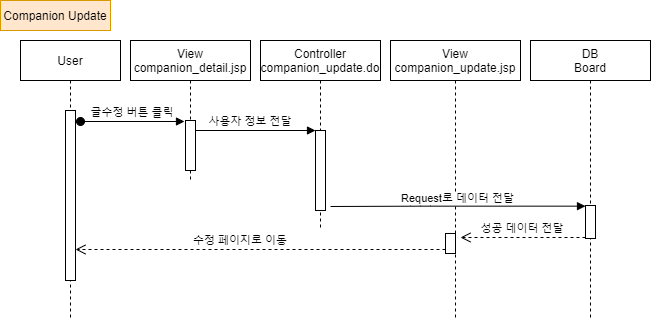 Companion Update
User
View
companion_detail.jsp
Controller
companion_update.do
View
companion_update.jsp
DB
Board
글수정 버튼 클릭
사용자 정보 전달
Request로 데이터 전달
성공 데이터 전달
수정 페이지로 이동